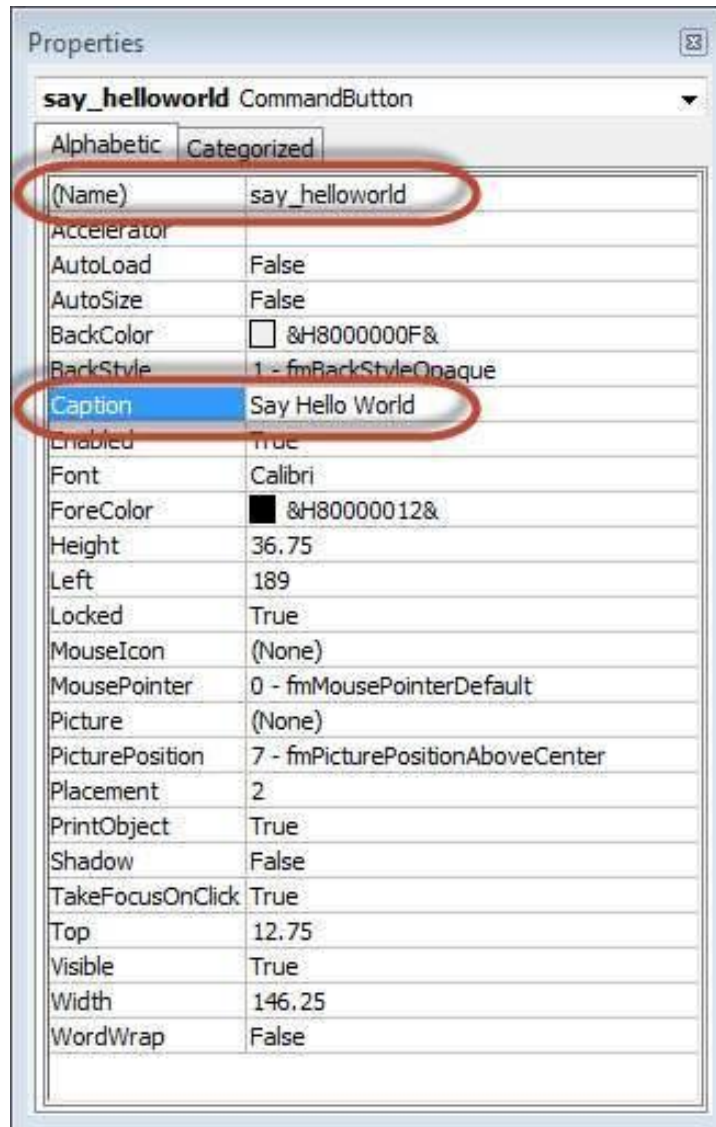 Properties
say_helloworld CommandButton
Alphabetic Categorized
(Name) say_helloworld
Accelerator
AutoLoad False
AutoSize False
BackColor &H8000000F&
BackStyle 1 - fmBackStyleOpaque
Caption Say Hello World
Enabled True
Font Calibri
ForeColor &H80000012&
Height 36.75
Left 189
Locked True
MouseIcon (None)
MousePointer 0 - fmMousePointerDefault
Picture (None)
PicturePosition 7 - fmPicturePositionAboveCenter
Placement 2
PrintObject True
Shadow False
TakeFocusOnClick True
Top 12.75
Visible True
Width 146.25
WordWrap False